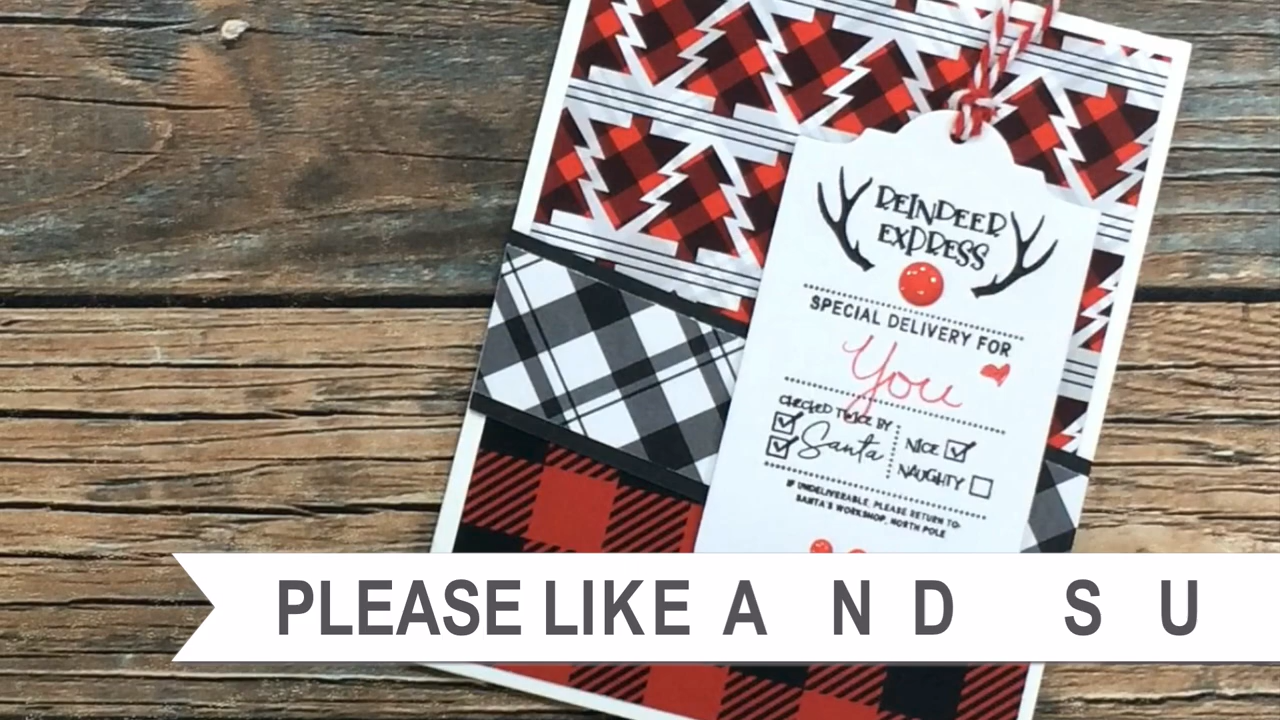 REINDEER
EXPRESS
SPECIAL DELIVERY FOR
You
CHECKED TWICE BY
Santa
NICE
NAUGHTY
IF UNDELIVERABLE, PLEASE RETURN TO:
SANTA'S WORKSHOP, NORTH POLE
PLEASE LIKE A N D S U